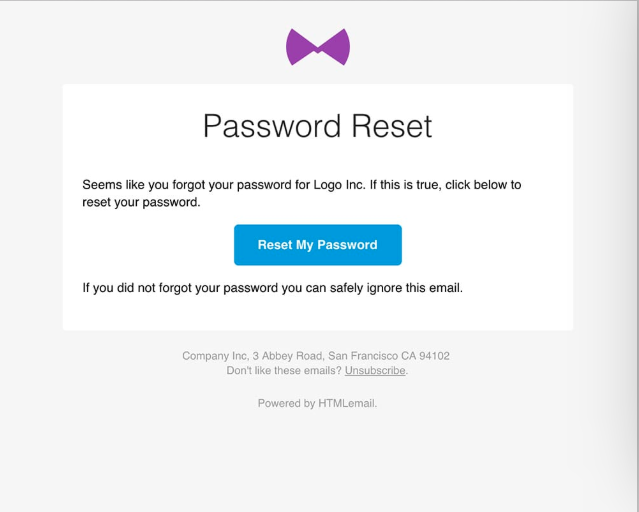 Password Reset
Seems like you forgot your password for Logo Inc. If this is true, click below to
reset your password.
Reset My Password
If you did not forgot your password you can safely ignore this email.
Company Inc, 3 Abbey Road, San Francisco CA 94102
Don't like these emails? Unsubscribe.
Powered by HTMLemail.